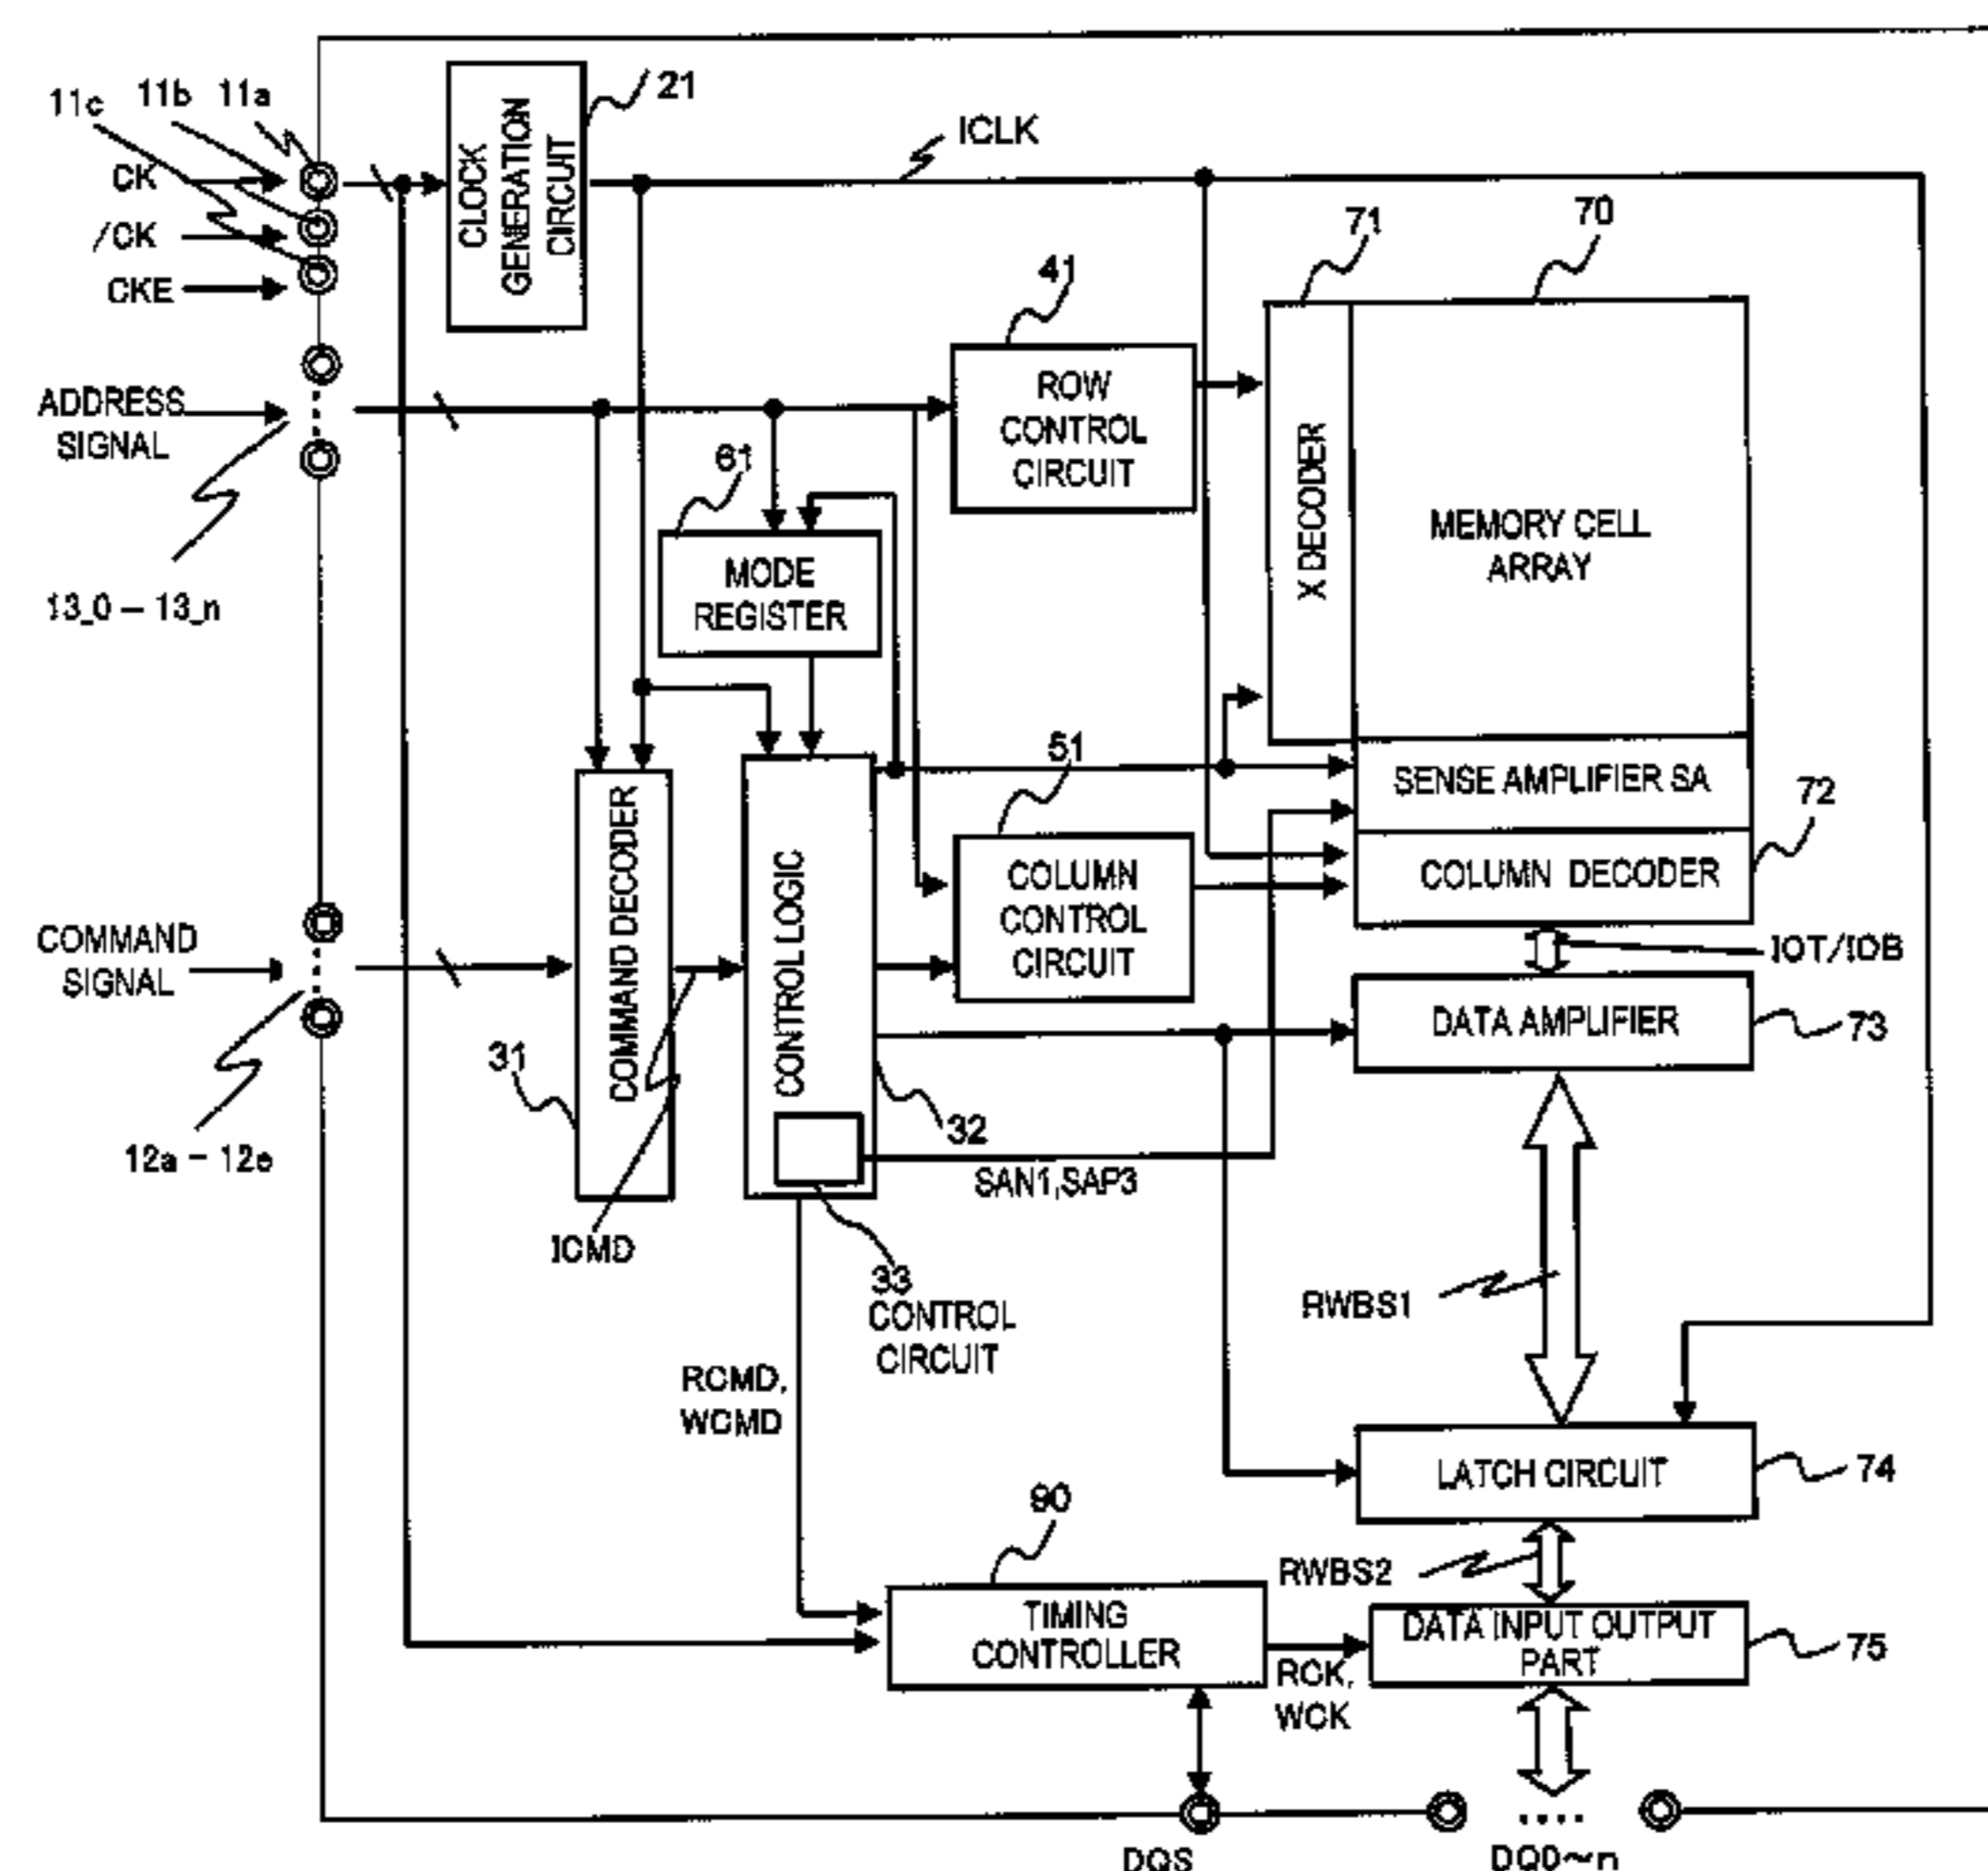 11c 11b 11a
CK
/CK
CKE
CLOCK
GENERATION
CIRCUIT
21
ICLK
ADDRESS
SIGNAL
13_0 - 13_n
61
MODE
REGISTER
41
ROW
CONTROL
CIRCUIT
71
70
X DECODER
MEMORY CELL
ARRAY
SENSE AMPLIFIER SA
72
COLUMN DECODER
51
COLUMN
CONTROL
CIRCUIT
COMMAND
SIGNAL
12a - 12e
31
COMMAND DECODER
CONTROL LOGIC
32
ICMD
SAN1,SAP3
33
CONTROL
CIRCUIT
IOT/IOB
DATA AMPLIFIER
73
RWBS1
RCMD,
WCMD
LATCH CIRCUIT
74
RWBS2
90
TIMING
CONTROLLER
RCK,
WCK
DATA INPUT OUTPUT
PART
75
DQS
DQ0~n